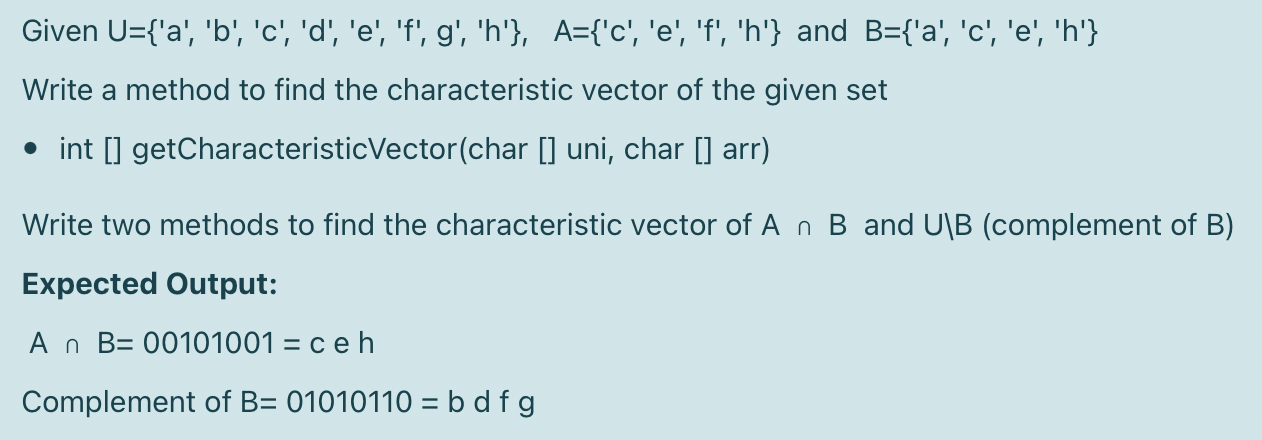 Given U={'a', 'b', 'c', 'd', 'e', 'f', g', 'h'}, A={'c', 'e', 'f', 'h'} and B={'a', 'c', 'e', 'h'}
Write a method to find the characteristic vector of the given set
• int [] getCharacteristicVector(char [] uni, char [] arr)
Write two methods to find the characteristic vector of A ∩ B and U\B (complement of B)
Expected Output:
A ∩ B= 00101001 = c e h
Complement of B= 01010110 = b d f g